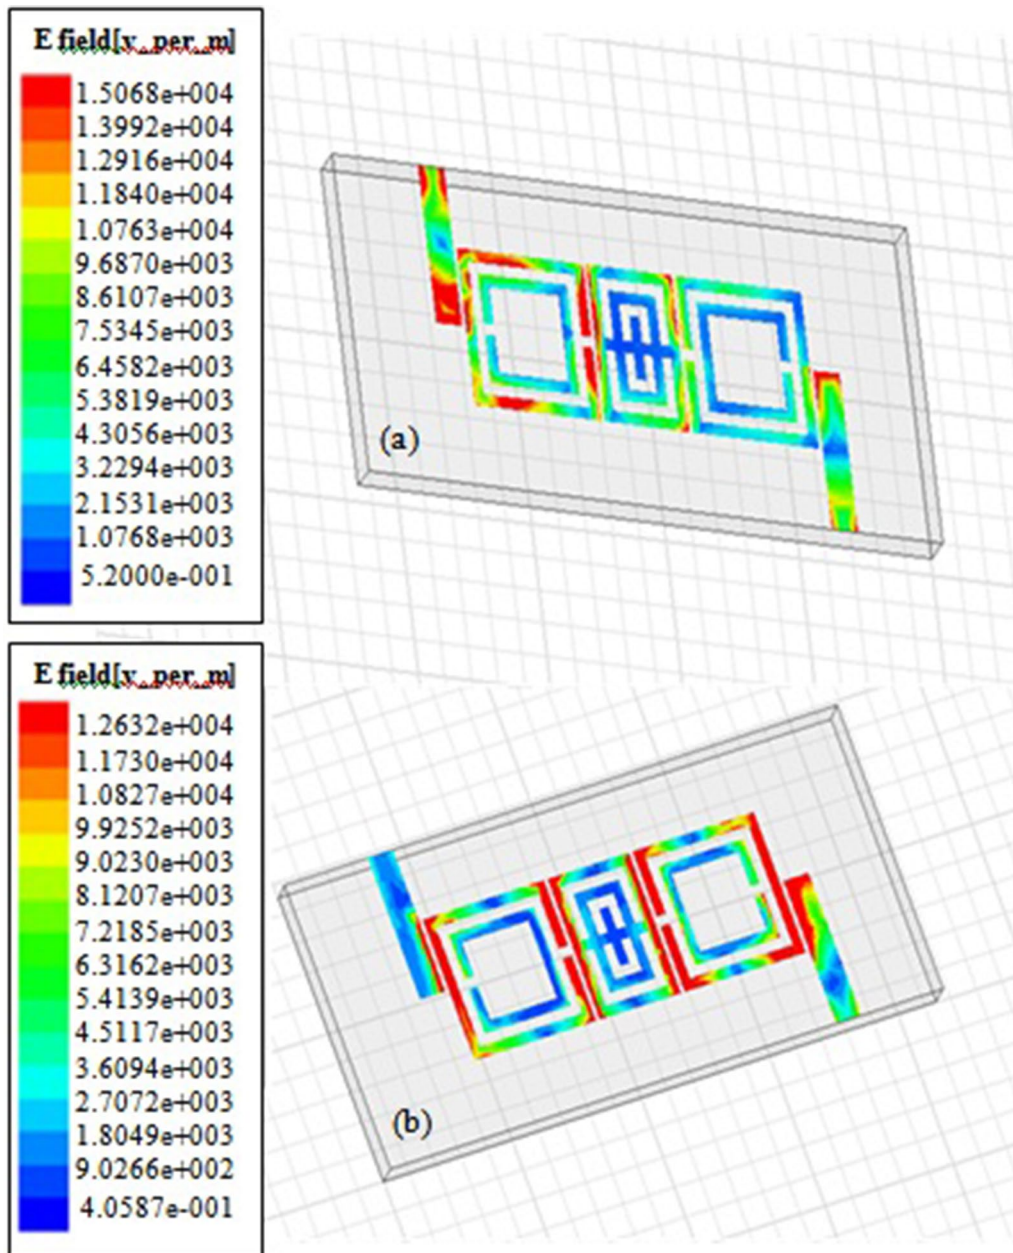 E field[v_per_m]
1.5068e+004
1.3992e+004
1.2916e+004
1.1840e+004
1.0763e+004
9.6870e+003
8.6107e+003
7.5345e+003
6.4582e+003
5.3819e+003
4.3056e+003
3.2294e+003
2.1531e+003
1.0768e+003
5.2000e-001
(a)
E field[v_per_m]
1.2632e+004
1.1730e+004
1.0827e+004
9.9252e+003
9.0230e+003
8.1207e+003
7.2185e+003
6.3162e+003
5.4139e+003
4.5117e+003
3.6094e+003
2.7072e+003
1.8049e+003
9.0266e+002
4.0587e-001
(b)